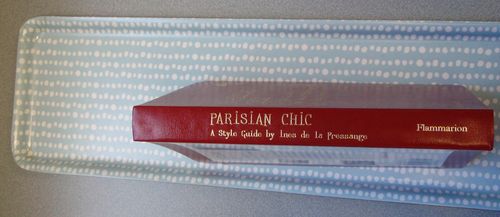 PARISIAN CHIC
A Style Guide by Ines de la Fressange
Flammarion